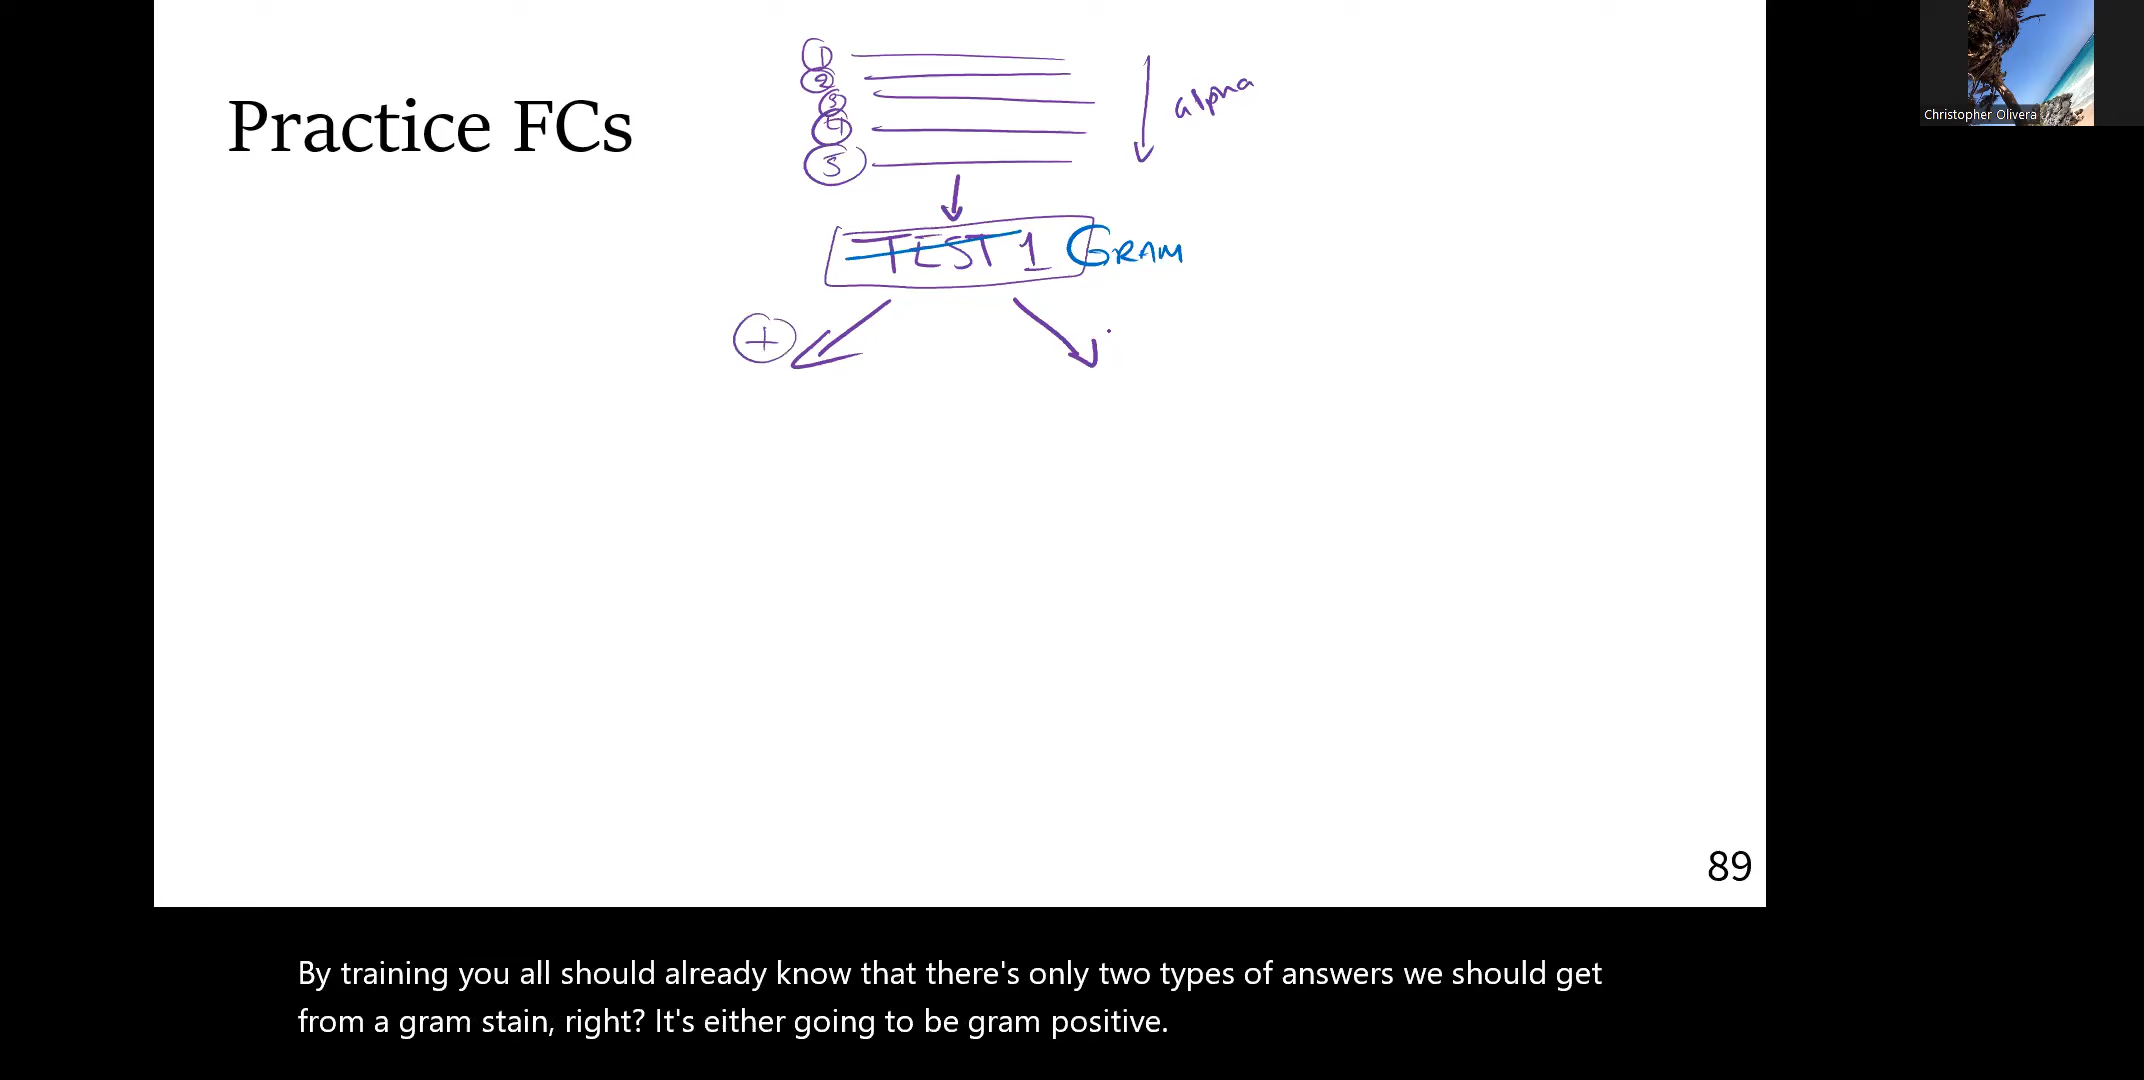 Practice FCs
1
2
3
4
5
alpha
TEST 1 GRAM
+
Christopher Olivera
89
By training you all should already know that there's only two types of answers we should get
from a gram stain, right? It's either going to be gram positive.